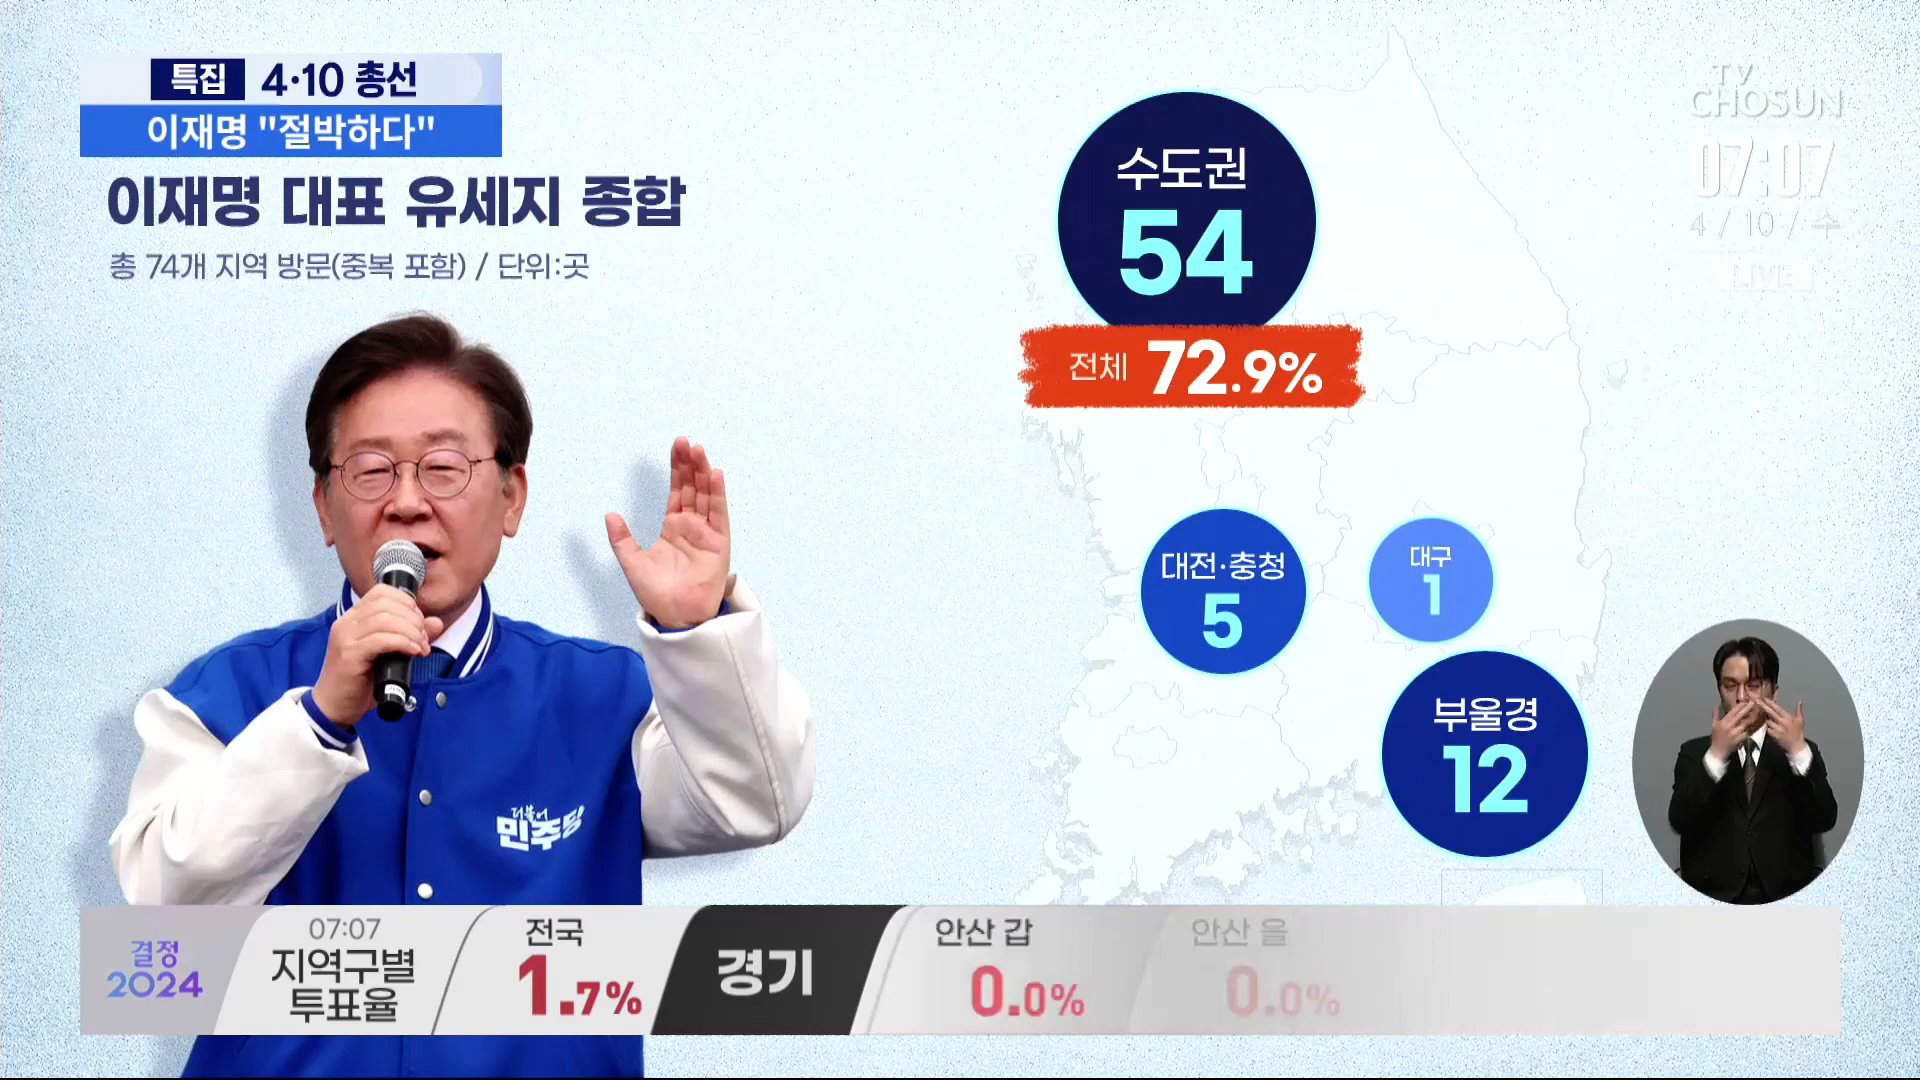 특집 4·10 총선
이재명 "절박하다"
이재명 대표 유세지 종합
총 74개 지역 방문(중복 포함) / 단위:곳
TV
CHOSUN
07:07
4 / 10 / 수
LIVE
수도권
54
전체 72.9%
대전·충청
5
대구
1
부울경
12
더불어
민주당
결정
2024
07:07
지역구별
투표율
전국
1.7%
경기
안산 갑
0.0%
안산 을
0.0%